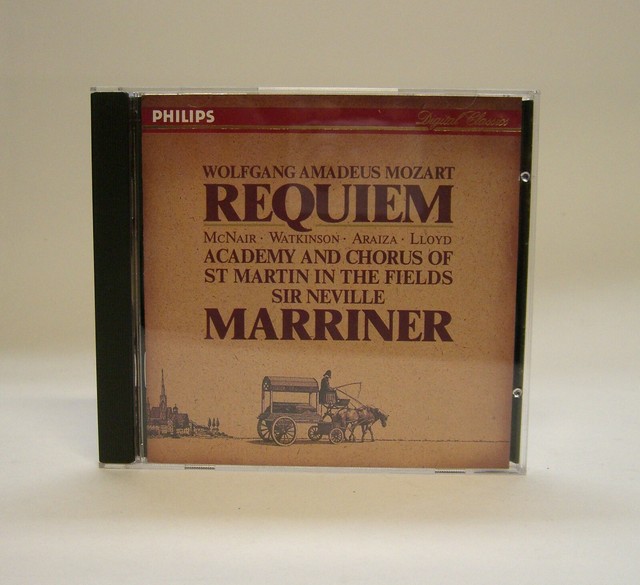 PHILIPS
Digital Classics
WOLFGANG AMADEUS MOZART
REQUIEM
MCNAIR · WATKINSON · ARAIZA · LLOYD
ACADEMY AND CHORUS OF
ST MARTIN IN THE FIELDS
SIR NEVILLE
MARRINER